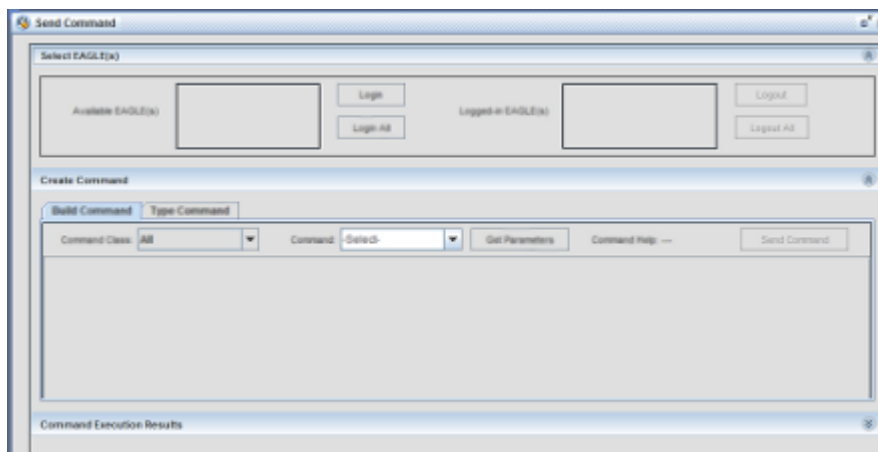 Send Command
Select EAGLE(s)
Available EAGLE(s)
Login
Login All
Logged-in EAGLE(s)
Logout
Logout All
Create Command
Build Command Type Command
Command Class: All Command: -Select- Get Parameters Command Help: --- Send Command
Command Execution Results